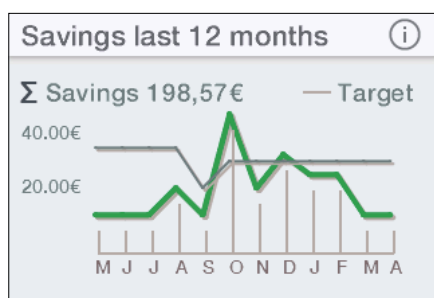 Savings last 12 months i
Σ Savings 198,57€ — Target
40.00€
20.00€
M J J A S O N D J F M A